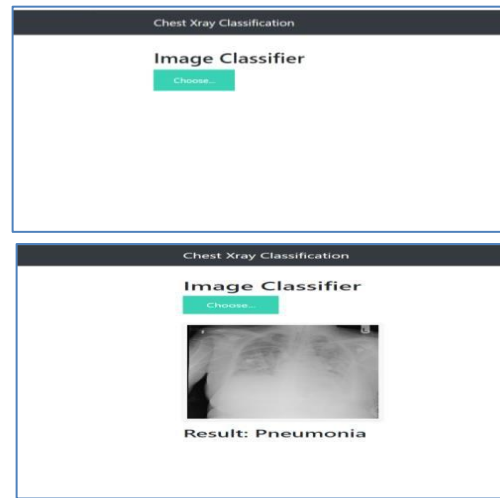 Chest Xray Classification
Image Classifier
Choose...
Chest Xray Classification
Image Classifier
Choose...
Result: Pneumonia